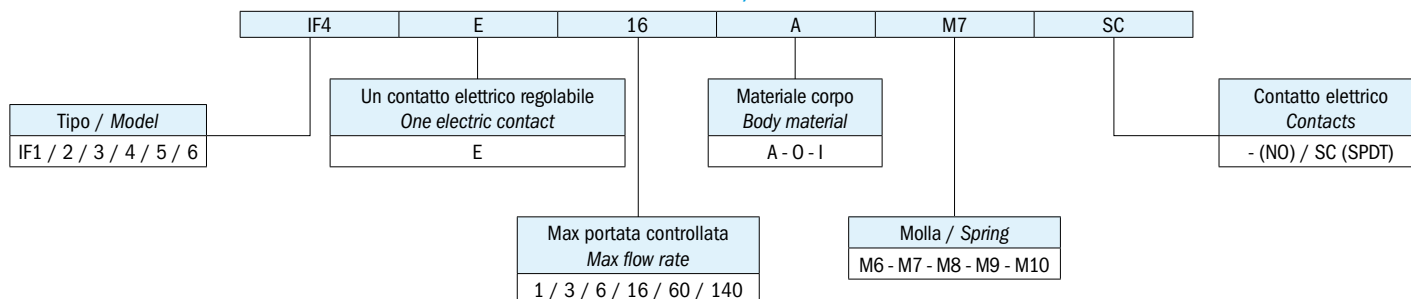 IF4 E 16 A M7 SC
Un contatto elettrico regolabile
One electric contact
E
Materiale corpo
Body material
A - O - I
Contatto elettrico
Contacts
- (NO) / SC (SPDT)
Tipo / Model
IF1 / 2 / 3 / 4 / 5 / 6
Max portata controllata
Max flow rate
1 / 3 / 6 / 16 / 60 / 140
Molla / Spring
M6 - M7 - M8 - M9 - M10